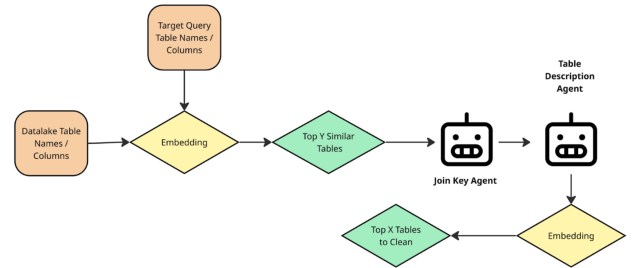 Target Query
Table Names /
Columns
Table
Description
Agent
Datalake Table
Names /
Columns
Embedding
Top Y Similar
Tables
Join Key Agent
Top X Tables
to Clean
Embedding